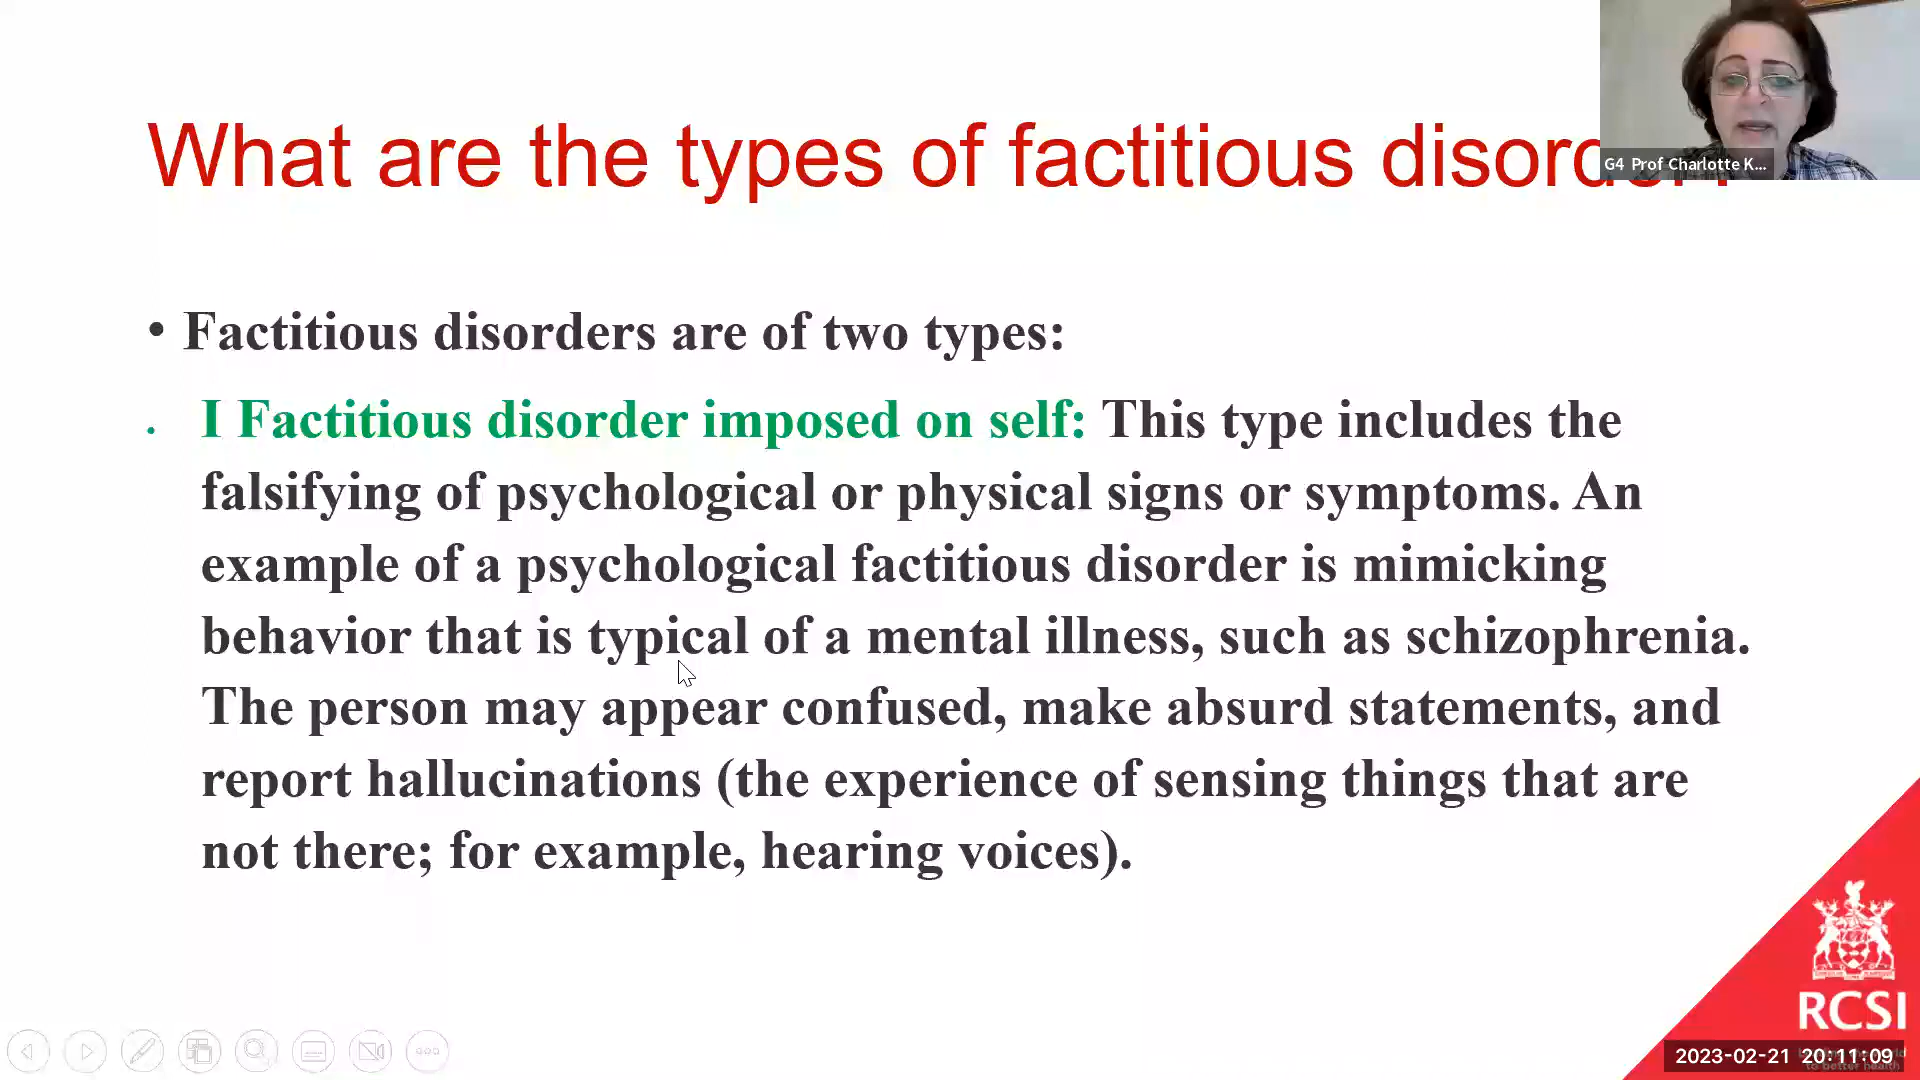 What are the types of factitious
G4 Prof Charlotte K...
• Factitious disorders are of two types:
• I Factitious disorder imposed on self: This type includes the
falsifying of psychological or physical signs or symptoms. An
example of a psychological factitious disorder is mimicking
behavior that is typical of a mental illness, such as schizophrenia.
The person may appear confused, make absurd statements, and
report hallucinations (the experience of sensing things that are
not there; for example, hearing voices).
RCSI
2023-02-21 20:11:09
to better health